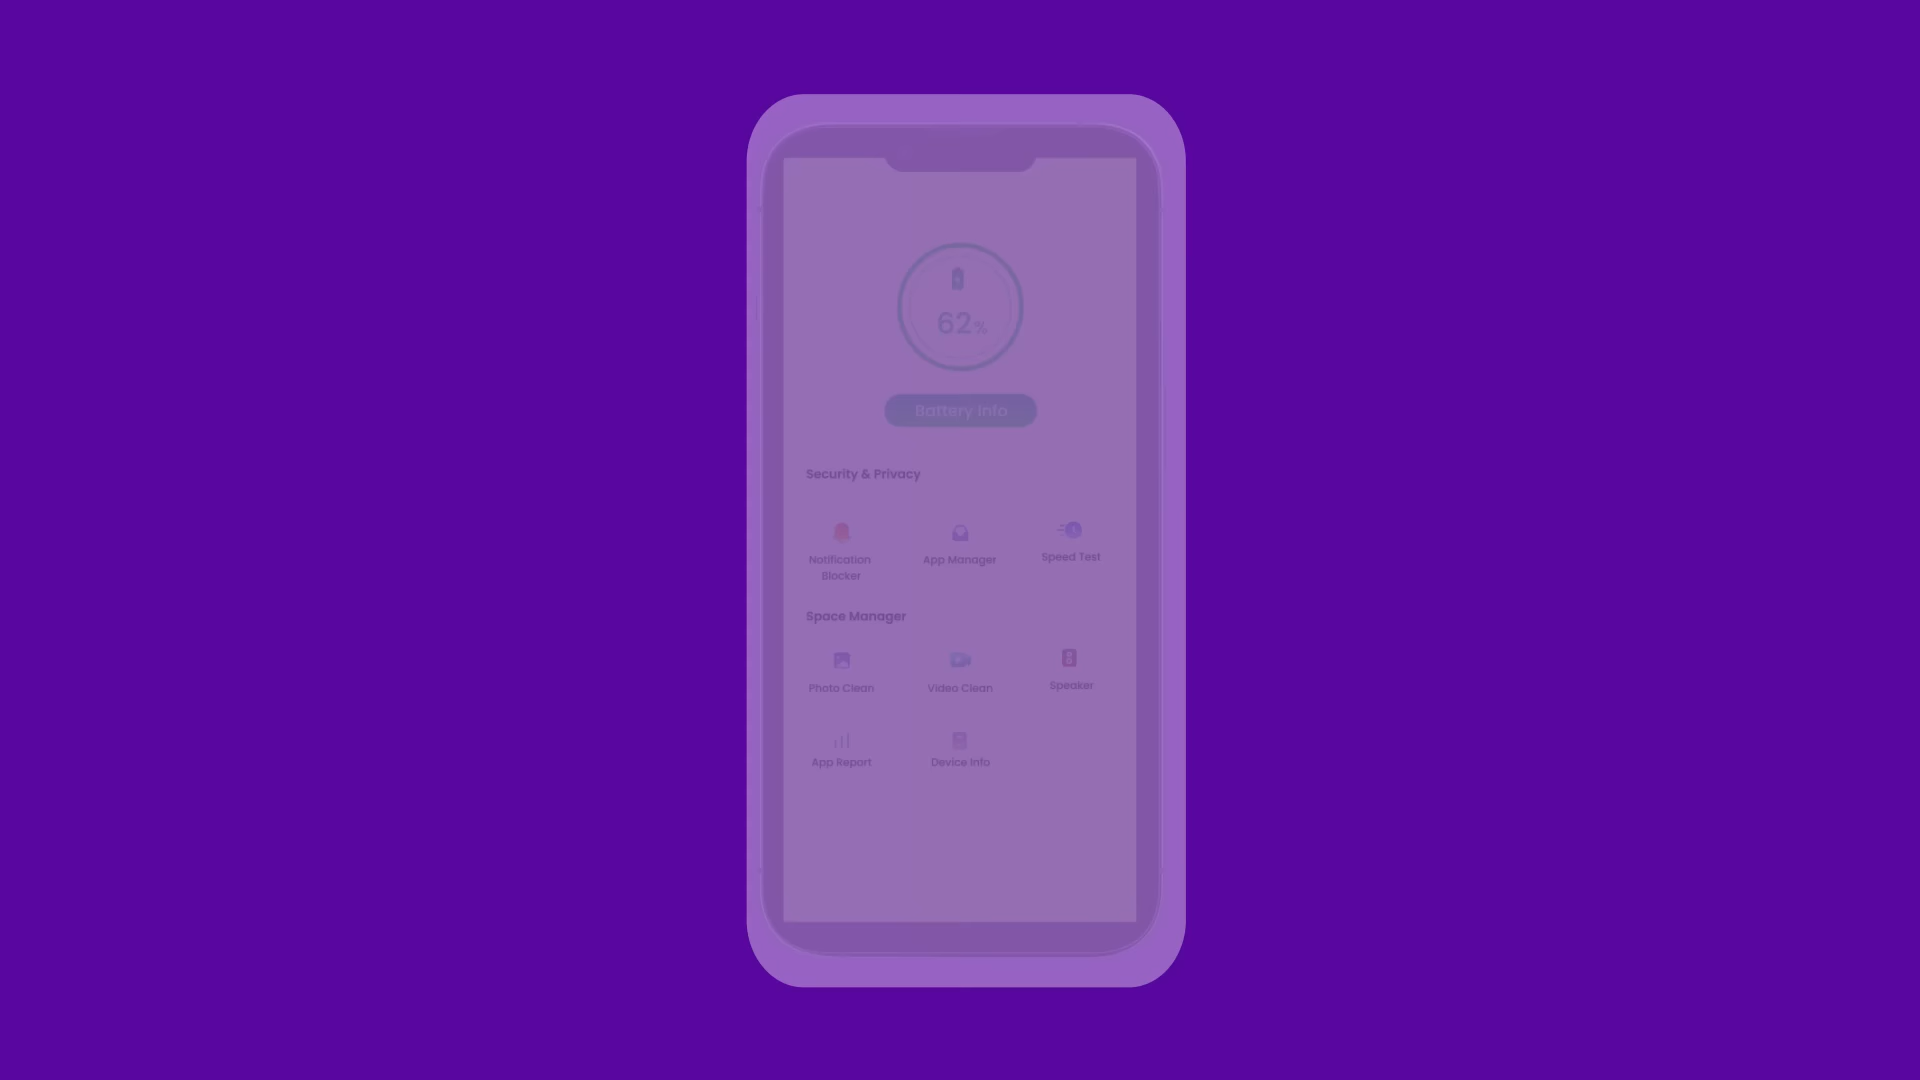 62%
Battery Info
Security & Privacy
Notification
Blocker
App Manager
Speed Test
Space Manager
Photo Clean
Video Clean
Speaker
App Report
Device Info